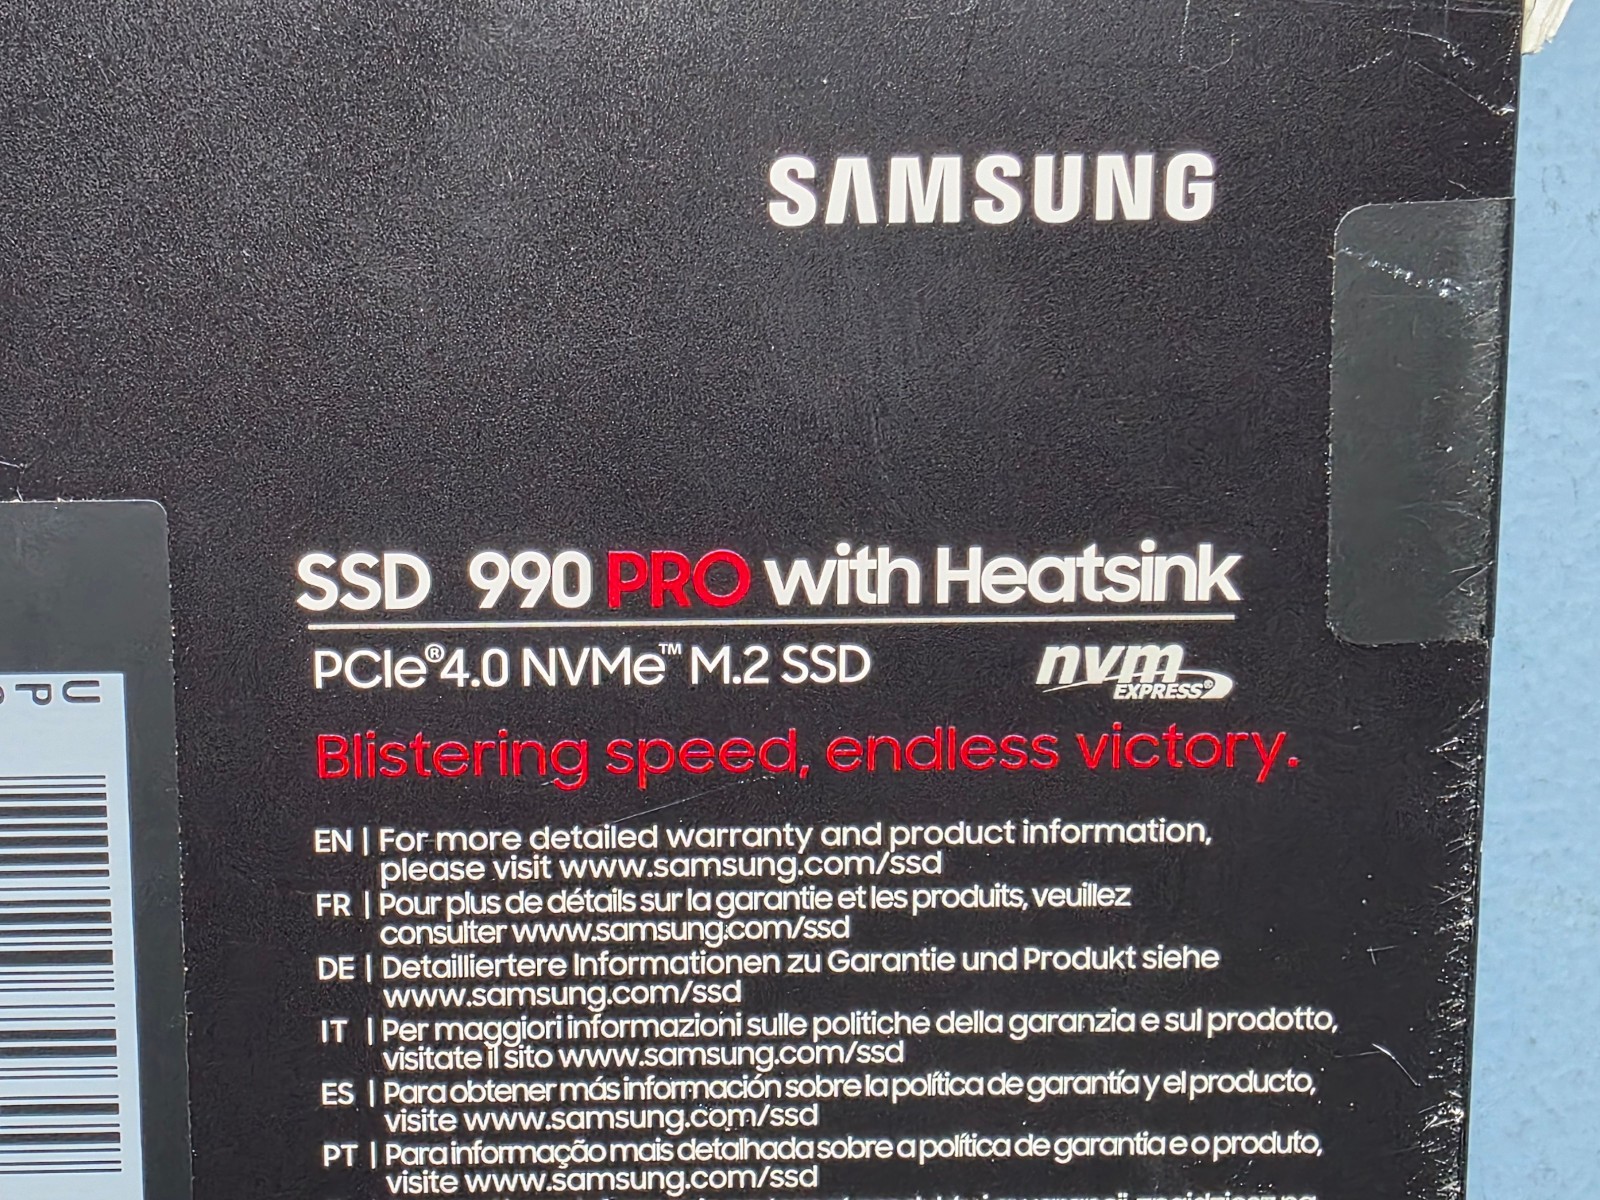 SAMSUNG
SSD 990 PRO with Heatsink
PCIe®4.0 NVMe™ M.2 SSD
nvm
EXPRESS®
Blistering speed, endless victory.
UP
EN | For more detailed warranty and product information,
please visit www.samsung.com/ssd
FR | Pour plus de détails sur la garantie et les produits, veuillez
consulter www.samsung.com/ssd
DE | Detailliertere Informationen zu Garantie und Produkt siehe
www.samsung.com/ssd
IT | Per maggiori informazioni sulle politiche della garanzia e sul prodotto,
visitate il sito www.samsung.com/ssd
ES | Para obtener más información sobre la política de garantía y el producto,
visite www.samsung.com/ssd
PT | Para informação mais detalhada sobre a política de garantia e o produto,
visite www.samsung.com/ssd